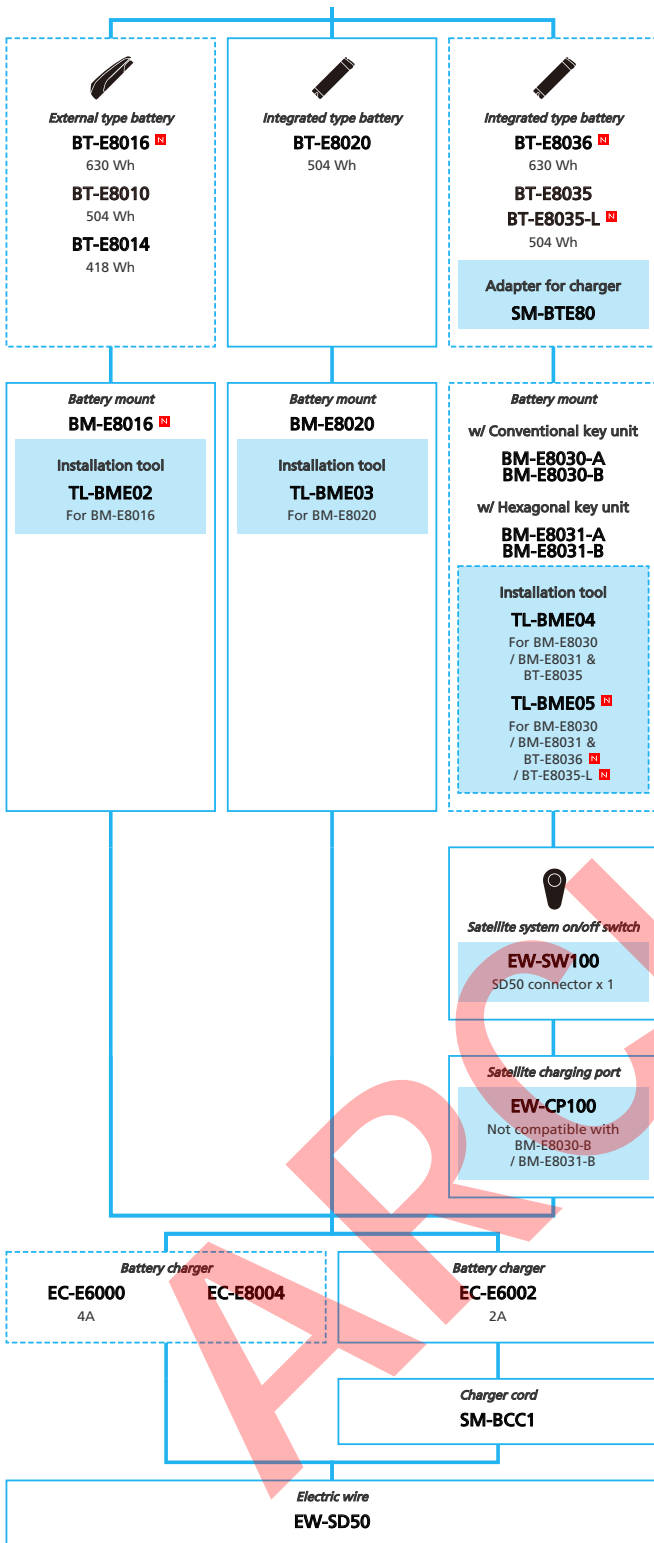 External type battery
BT-E8016 N
630 Wh
BT-E8010
504 Wh
BT-E8014
418 Wh
Integrated type battery
BT-E8020
504 Wh
Integrated type battery
BT-E8036 N
630 Wh
BT-E8035
BT-E8035-L N
504 Wh
Adapter for charger
SM-BTE80
Battery mount
BM-E8016 N
Installation tool
TL-BME02
For BM-E8016
Battery mount
BM-E8020
Installation tool
TL-BME03
For BM-E8020
Battery mount
w/ Conventional key unit
BM-E8030-A
BM-E8030-B
w/ Hexagonal key unit
BM-E8031-A
BM-E8031-B
Installation tool
TL-BME04
For BM-E8030
/ BM-E8031 &
BT-E8035
TL-BME05 N
For BM-E8030
/ BM-E8031 &
BT-E8036 N
/ BT-E8035-L N
Satellite system on/off switch
EW-SW100
SD50 connector x 1
Satellite charging port
EW-CP100
Not compatible with
BM-E8030-B
/ BM-E8031-B
Battery charger
EC-E6000 EC-E8004
4A
Battery charger
EC-E6002
2A
Charger cord
SM-BCC1
Electric wire
EW-SD50
ARC